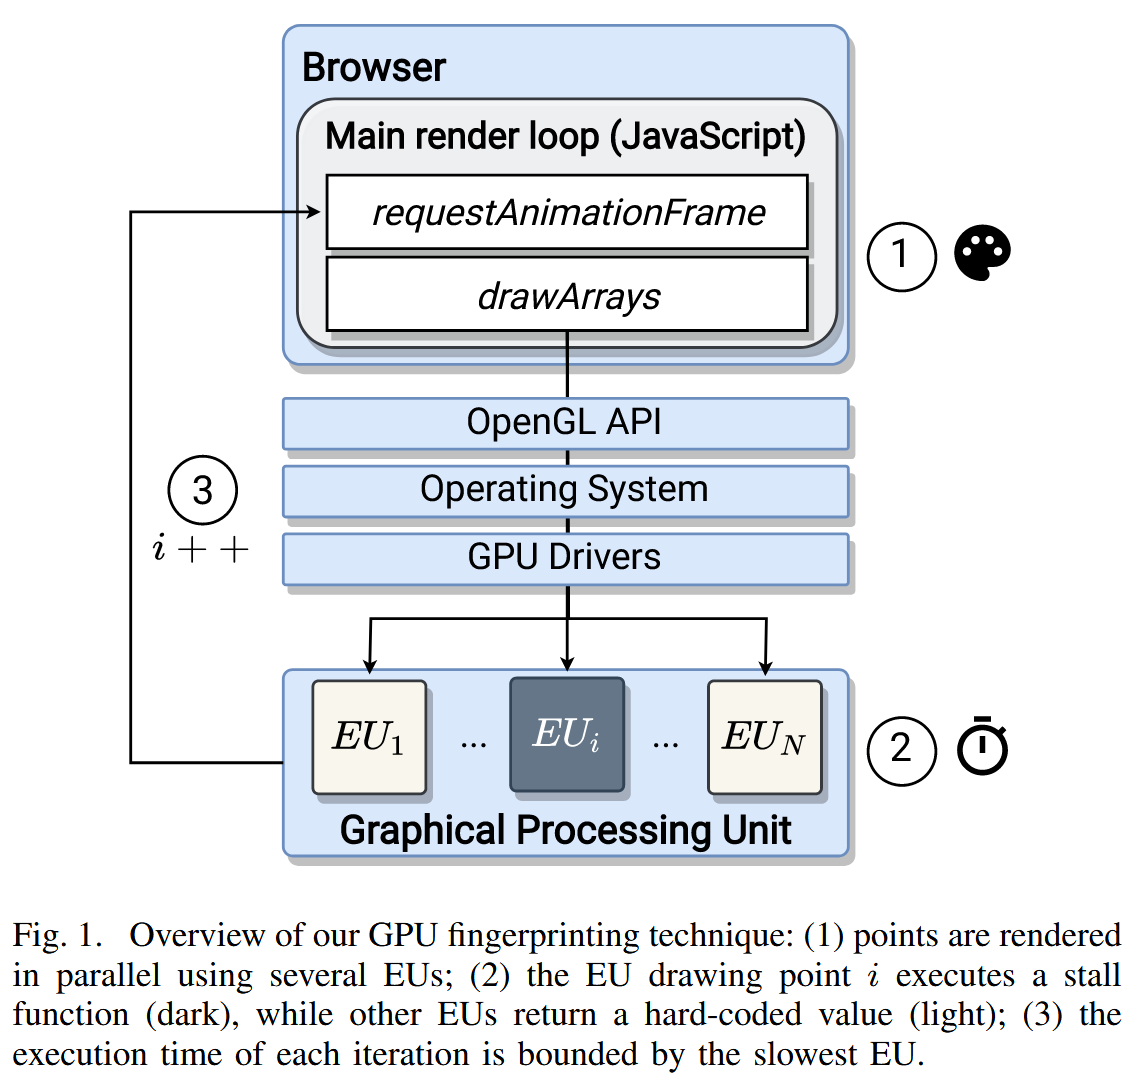 Browser
Main render loop (JavaScript)
requestAnimationFrame
drawArrays
1
OpenGL API
Operating System
GPU Drivers
3
i + +
EU1 ... EUi ... EUN
2
Graphical Processing Unit
Fig. 1. Overview of our GPU fingerprinting technique: (1) points are rendered
in parallel using several EUs; (2) the EU drawing point i executes a stall
function (dark), while other EUs return a hard-coded value (light); (3) the
execution time of each iteration is bounded by the slowest EU.